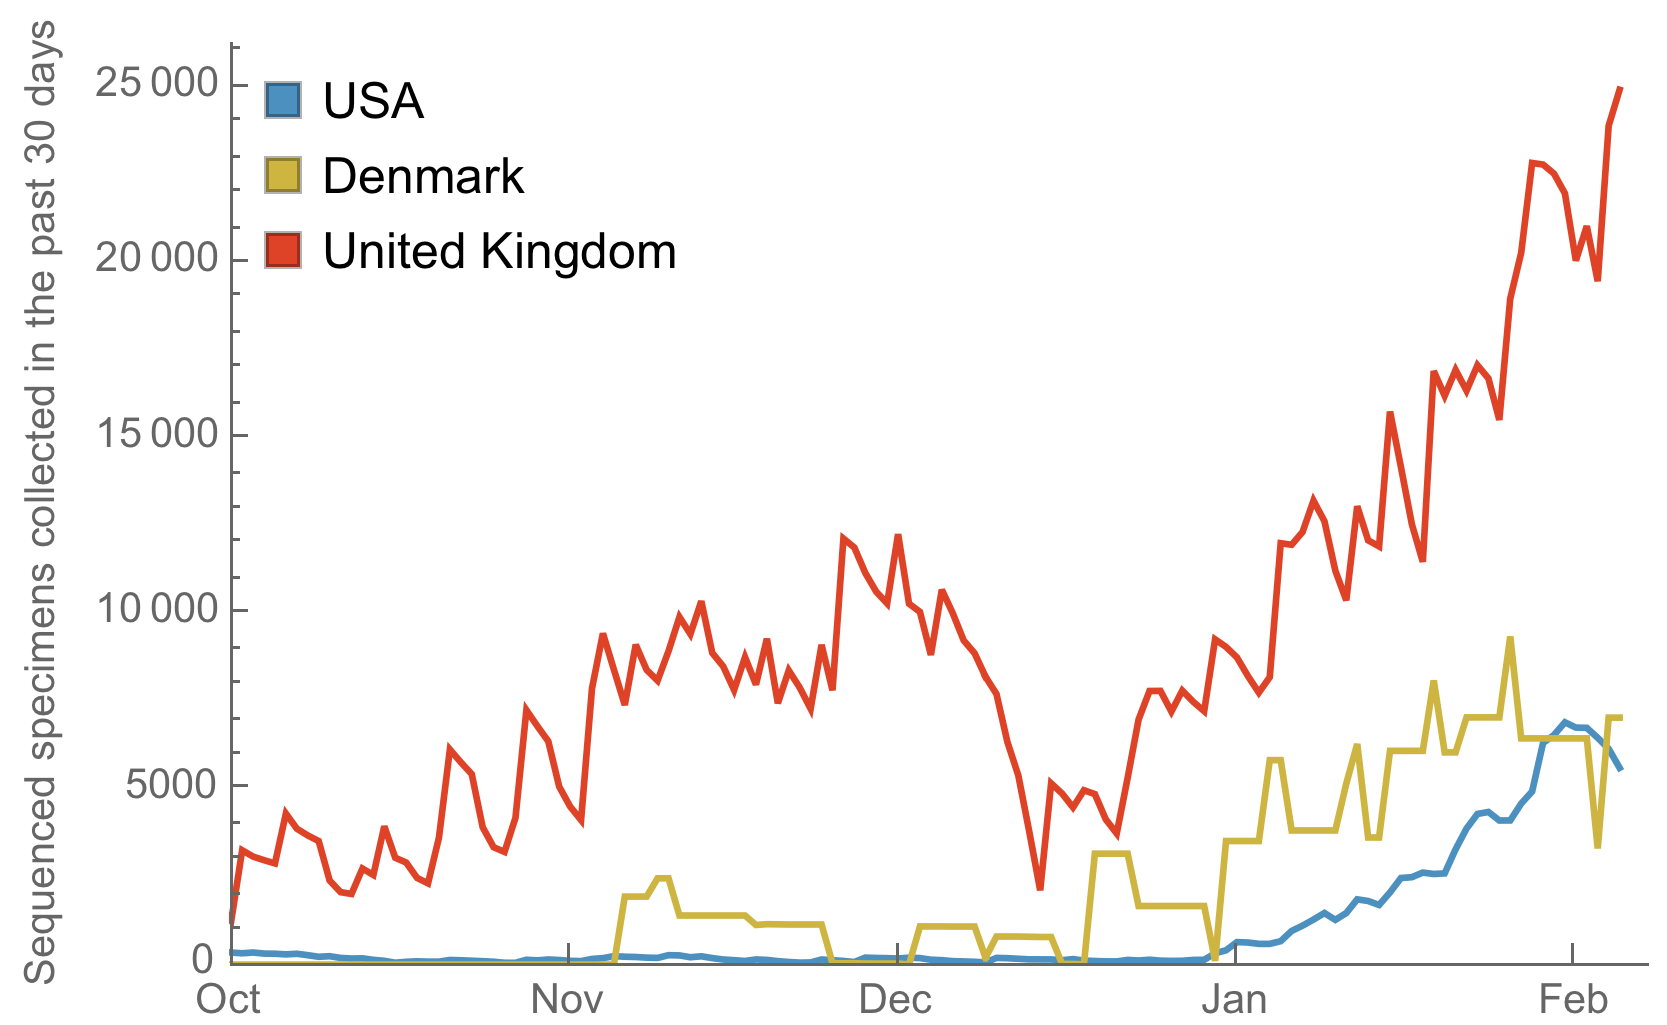 Sequenced specimens collected in the past 30 days
25 000
20 000
15 000
10 000
5000
0
USA
Denmark
United Kingdom
Oct Nov Dec Jan Feb